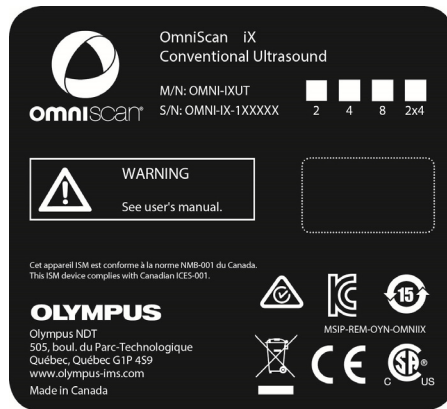 OmniScan iX
Conventional Ultrasound
omniscan®
M/N: OMNI-IXUT
S/N: OMNI-IX-1XXXXX
2 4 8 2x4
WARNING
See user's manual.
Cet appareil ISM est conforme à la norme NMB-001 du Canada.
This ISM device complies with Canadian ICES-001.
15
MSIP-REM-OYN-OMNIIX
OLYMPUS
Olympus NDT
505, boul. du Parc-Technologique
Québec, Québec G1P 4S9
www.olympus-ims.com
Made in Canada
CE
C SA ® US